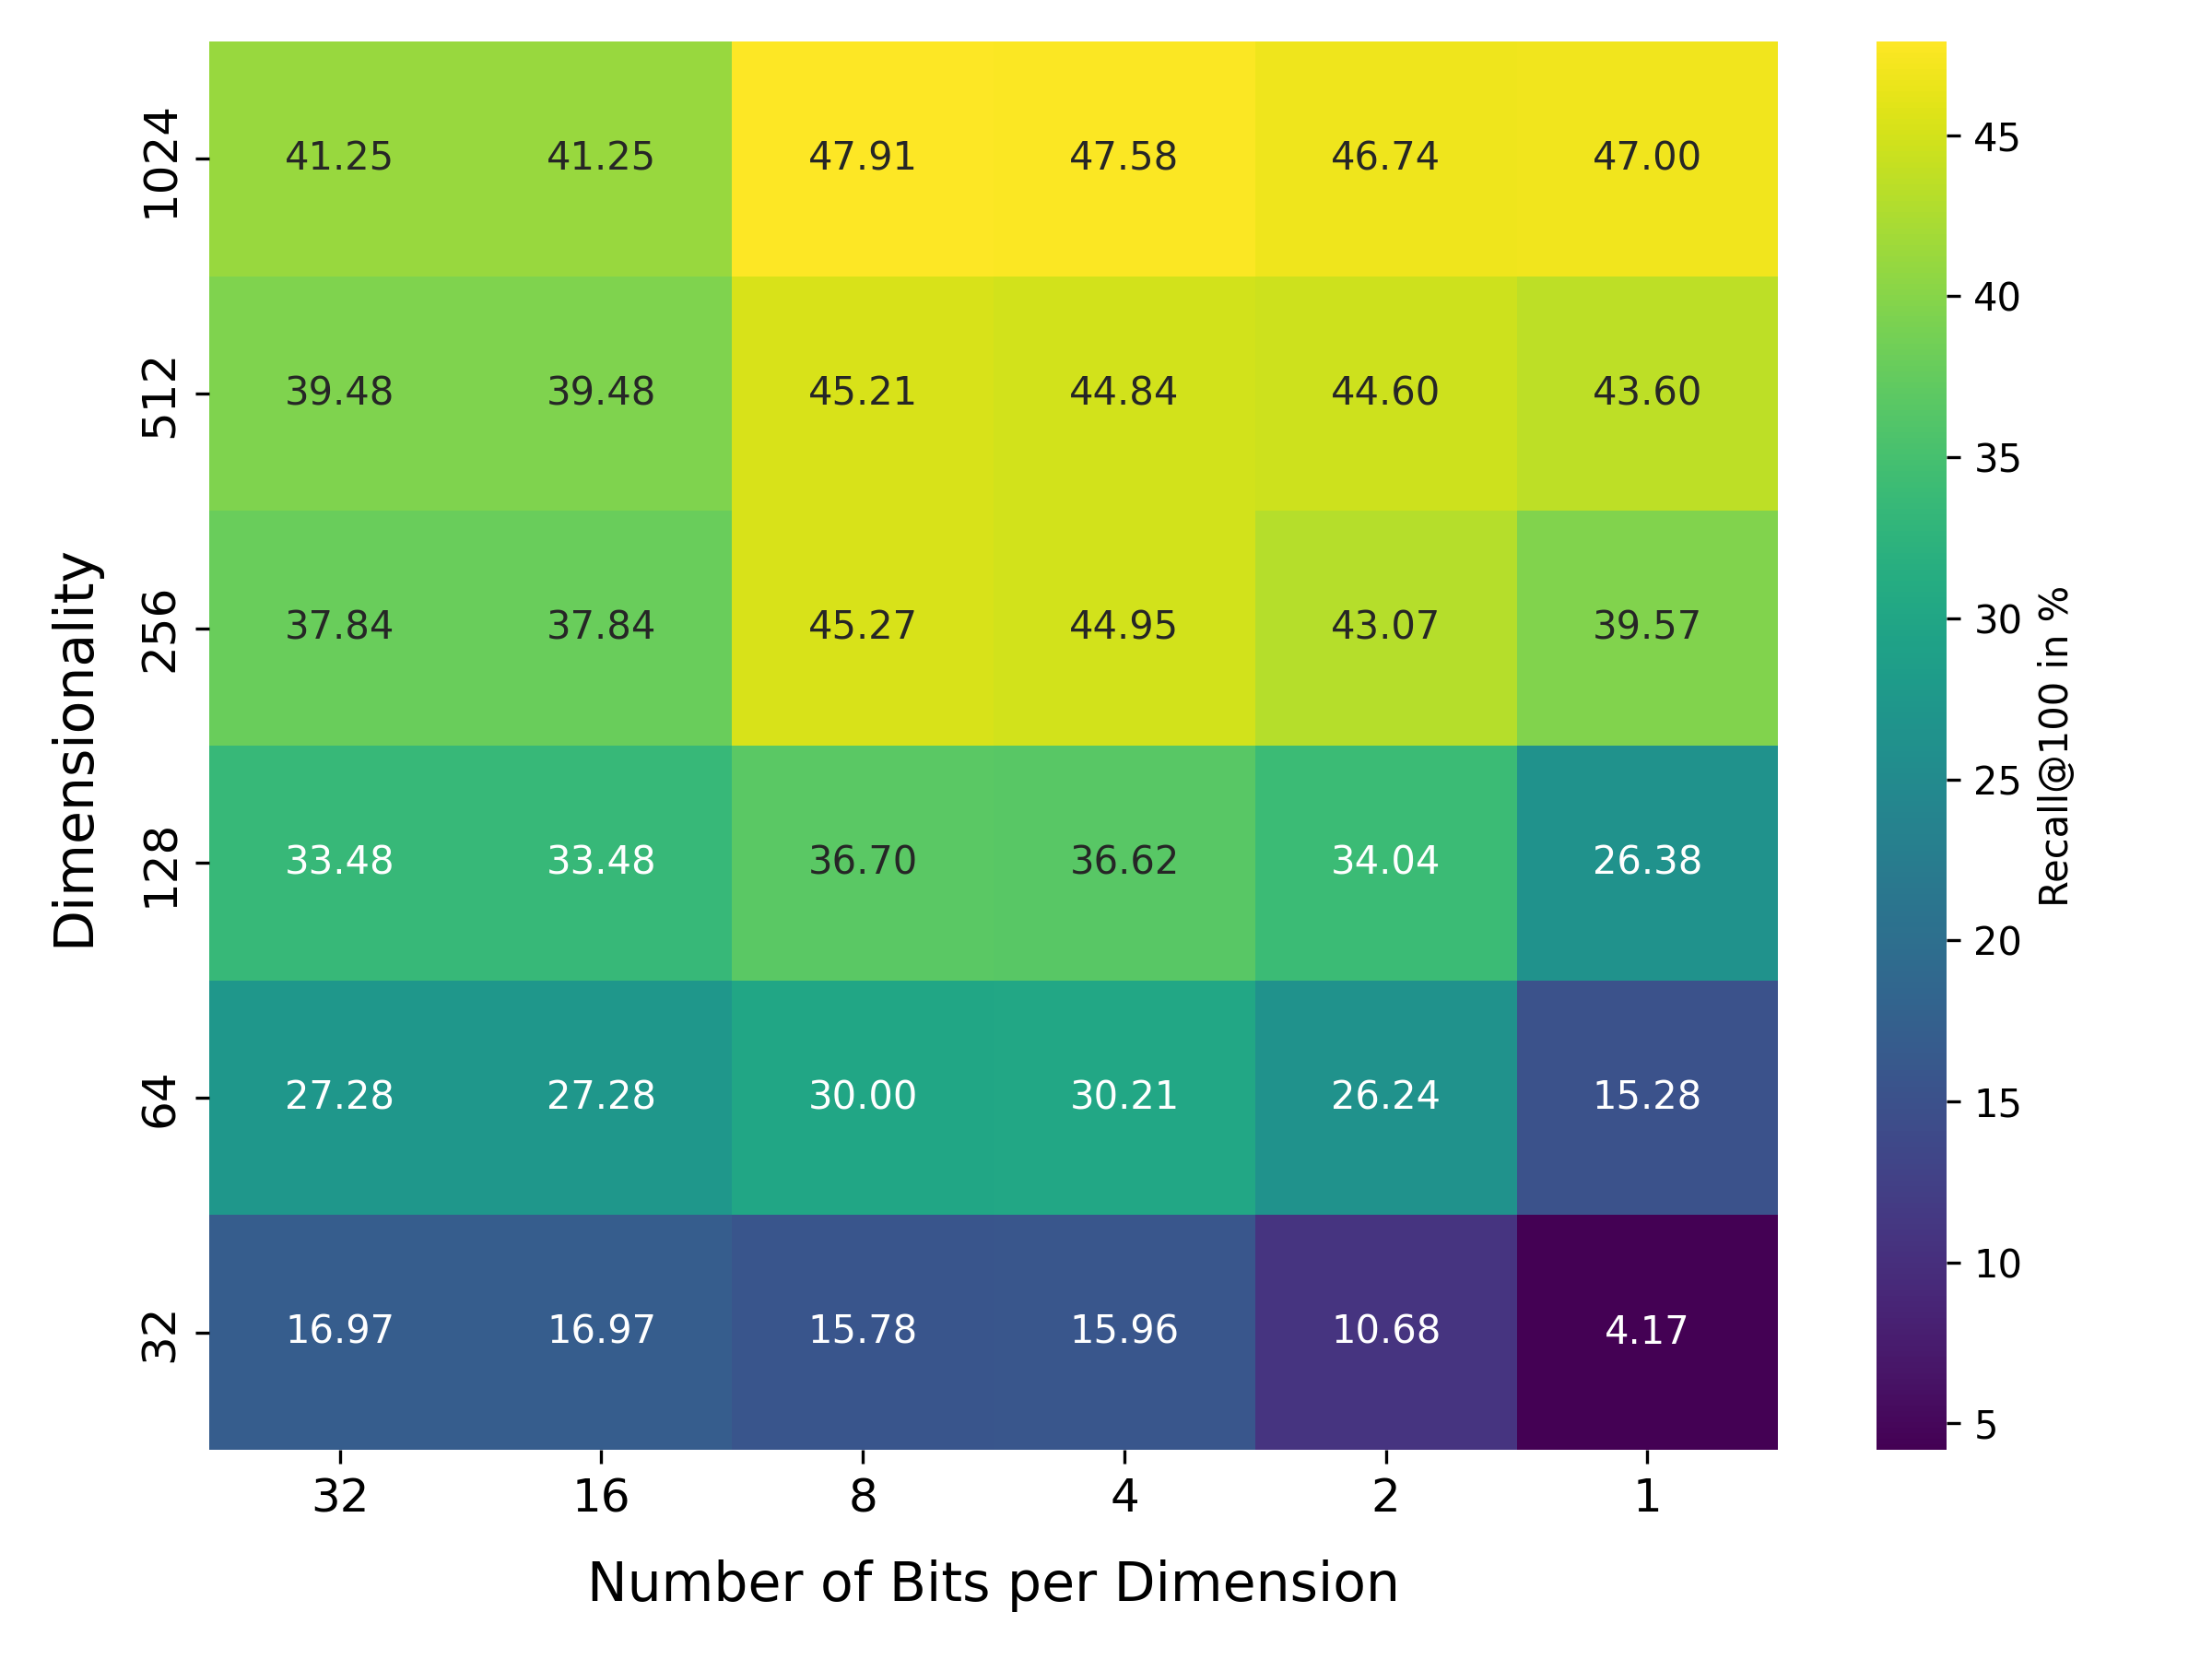 1024 41.25 41.25 47.91 47.58 46.74 47.00
512 39.48 39.48 45.21 44.84 44.60 43.60
256 37.84 37.84 45.27 44.95 43.07 39.57
128 33.48 33.48 36.70 36.62 34.04 26.38
64 27.28 27.28 30.00 30.21 26.24 15.28
32 16.97 16.97 15.78 15.96 10.68 4.17
32 16 8 4 2 1
Dimensionality
Number of Bits per Dimension
45
40
35
30
25
20
15
10
5
Recall@100 in %